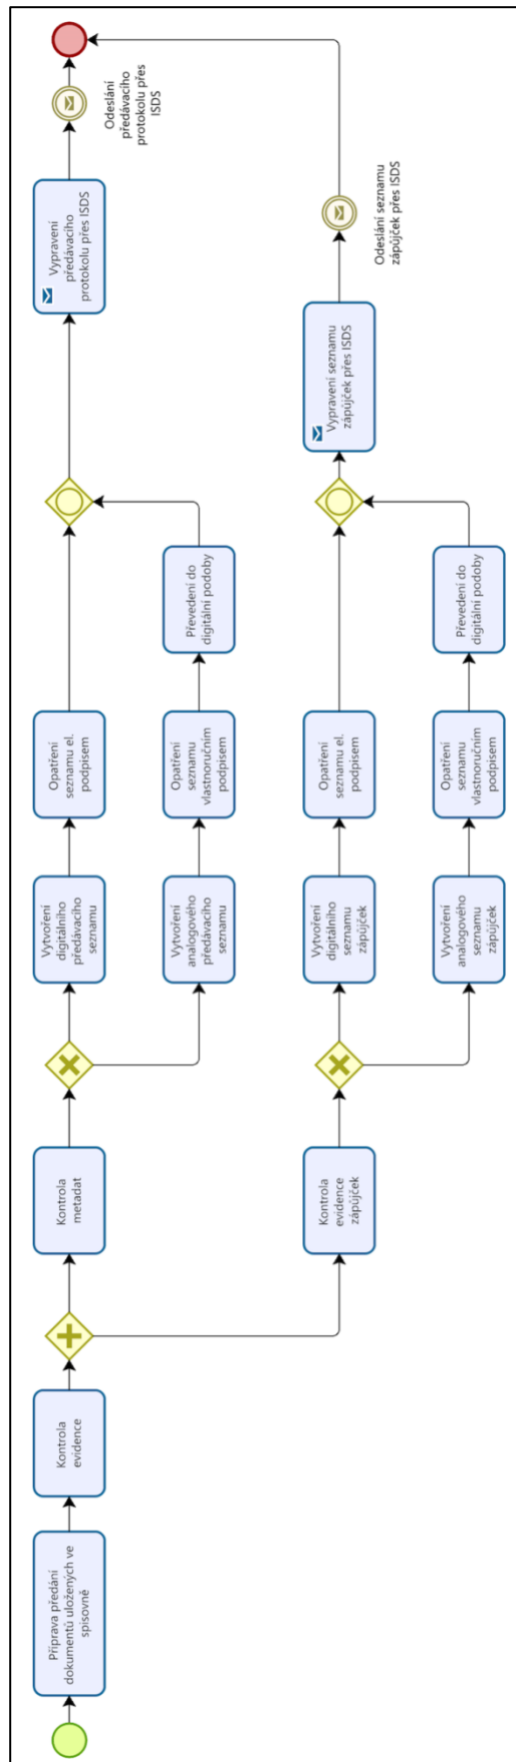 Příprava předání
dokumentů uložených ve
spisovně
Kontrola
evidence
Kontrola
metadat
Vytvoření
digitálního
předávacího
seznamu
Opatření
seznamu el.
podpisem
Vypravení
předávacího
protokolu přes ISDS
Odeslání
předávacího
protokolu přes
ISDS
Vytvoření
analogového
předávacího
seznamu
Opatření
seznamu
vlastnoručním
podpisem
Převedení do
digitální podoby
Kontrola
evidence
zápůjček
Vytvoření
digitálního
seznamu
zápůjček
Opatření
seznamu el.
podpisem
Vypravení seznamu
zápůjček přes ISDS
Odeslání seznamu
zápůjček přes ISDS
Vytvoření
analogového
seznamu
zápůjček
Opatření
seznamu
vlastnoručním
podpisem
Převedení do
digitální podoby